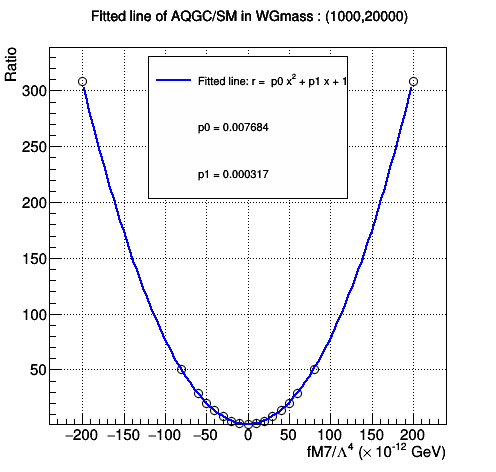 FItted line of AQGC/SM in WGmass : (1000,20000)
Ratio
Fitted line: r = p0 x² + p1 x + 1
p0 = 0.007684
p1 = 0.000317
300
250
200
150
100
50
−200 −150 −100 −50 0 50 100 150 200
fM7/Λ⁴ (× 10⁻¹² GeV)